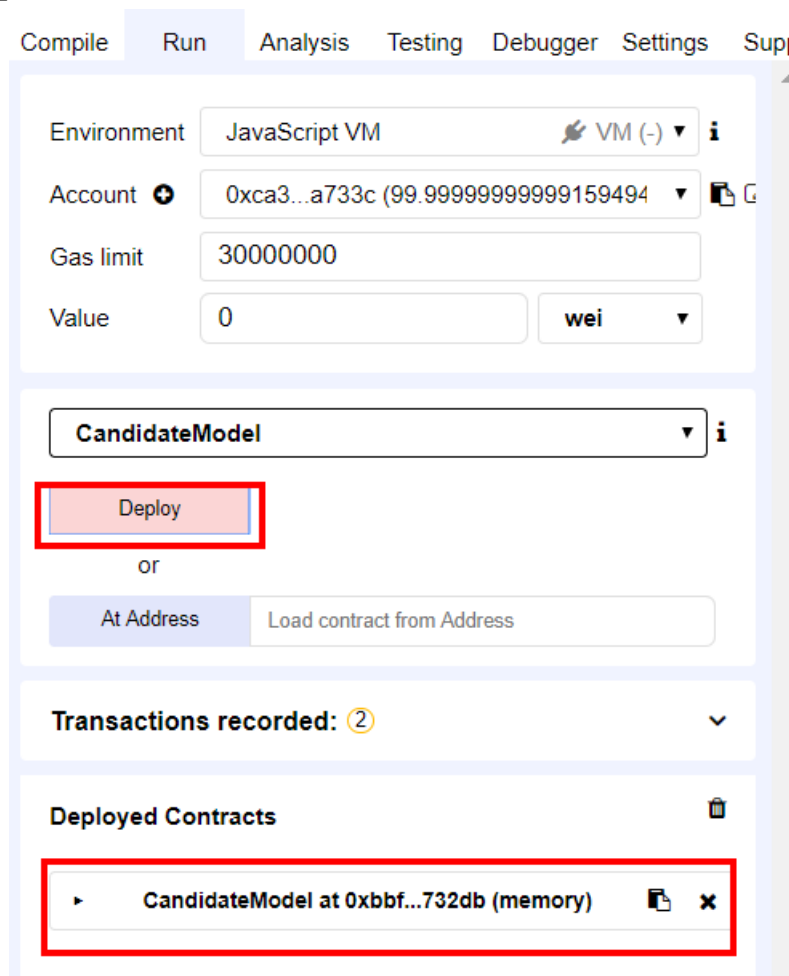 Compile Run Analysis Testing Debugger Settings Supp
Environment JavaScript VM VM (-)
Account 0xca3...a733c (99.99999999999159494
Gas limit 30000000
Value 0 wei
CandidateModel
Deploy
or
At Address Load contract from Address
Transactions recorded: 2
Deployed Contracts
CandidateModel at 0xbbf...732db (memory)